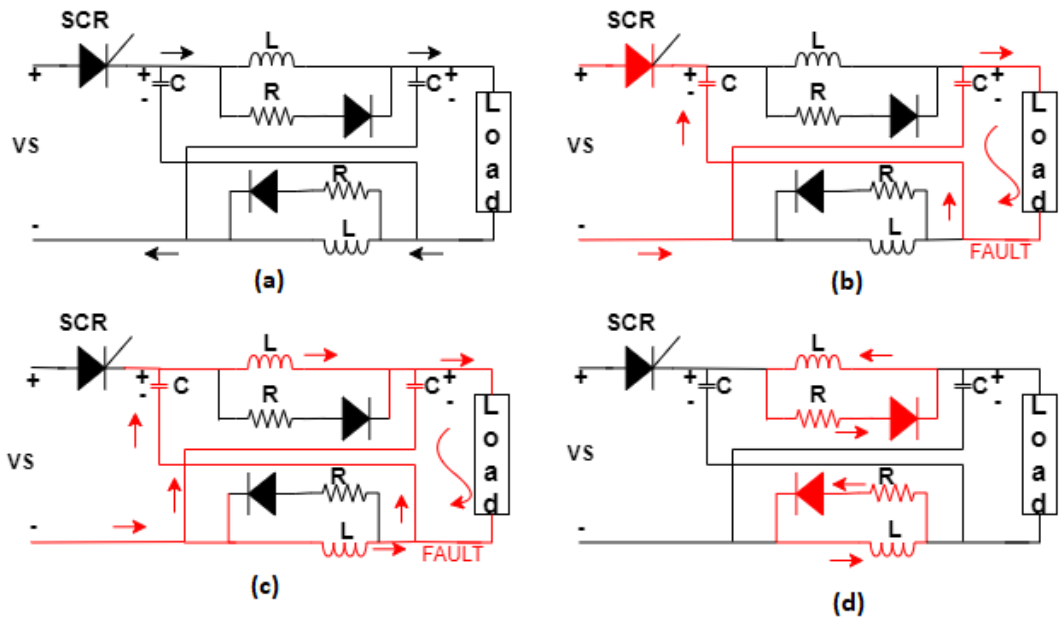 SCR
L
+
+
-
C
R
C
+
-
Load
VS
R
-
L
(a)
SCR
L
+
+
-
C
R
C
+
-
Load
VS
R
-
L
FAULT
(b)
SCR
L
+
+
-
C
R
C
+
-
Load
VS
R
-
L
FAULT
(c)
SCR
L
+
+
-
C
R
C
+
-
Load
VS
R
-
L
(d)